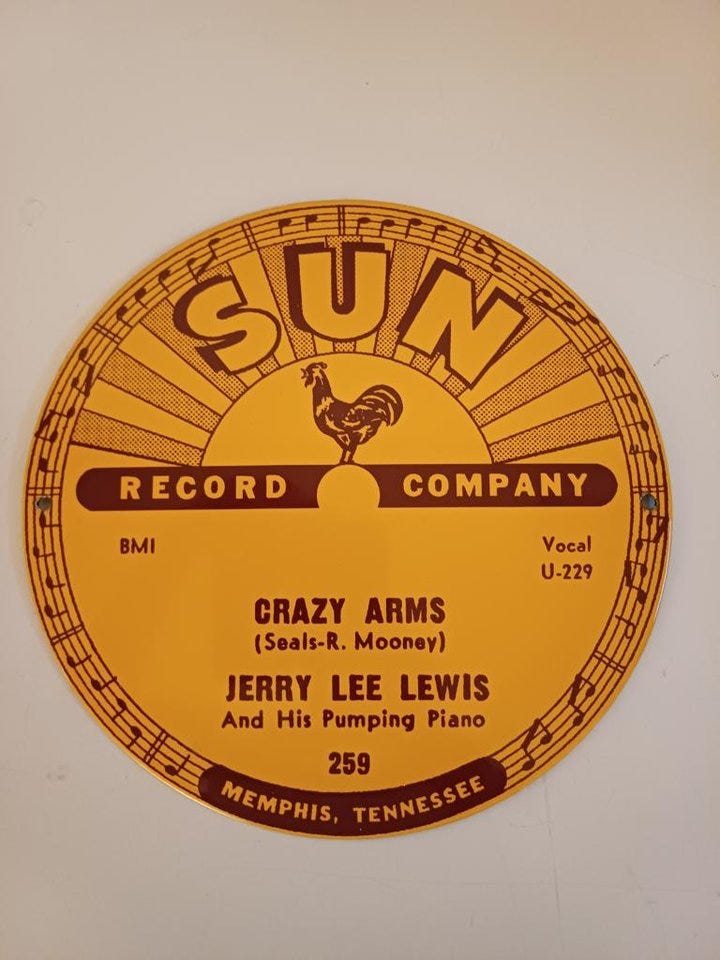 SUN
RECORD COMPANY
BMI
Vocal
U-229
CRAZY ARMS
(Seals-R. Mooney)
JERRY LEE LEWIS
And His Pumping Piano
259
MEMPHIS, TENNESSEE